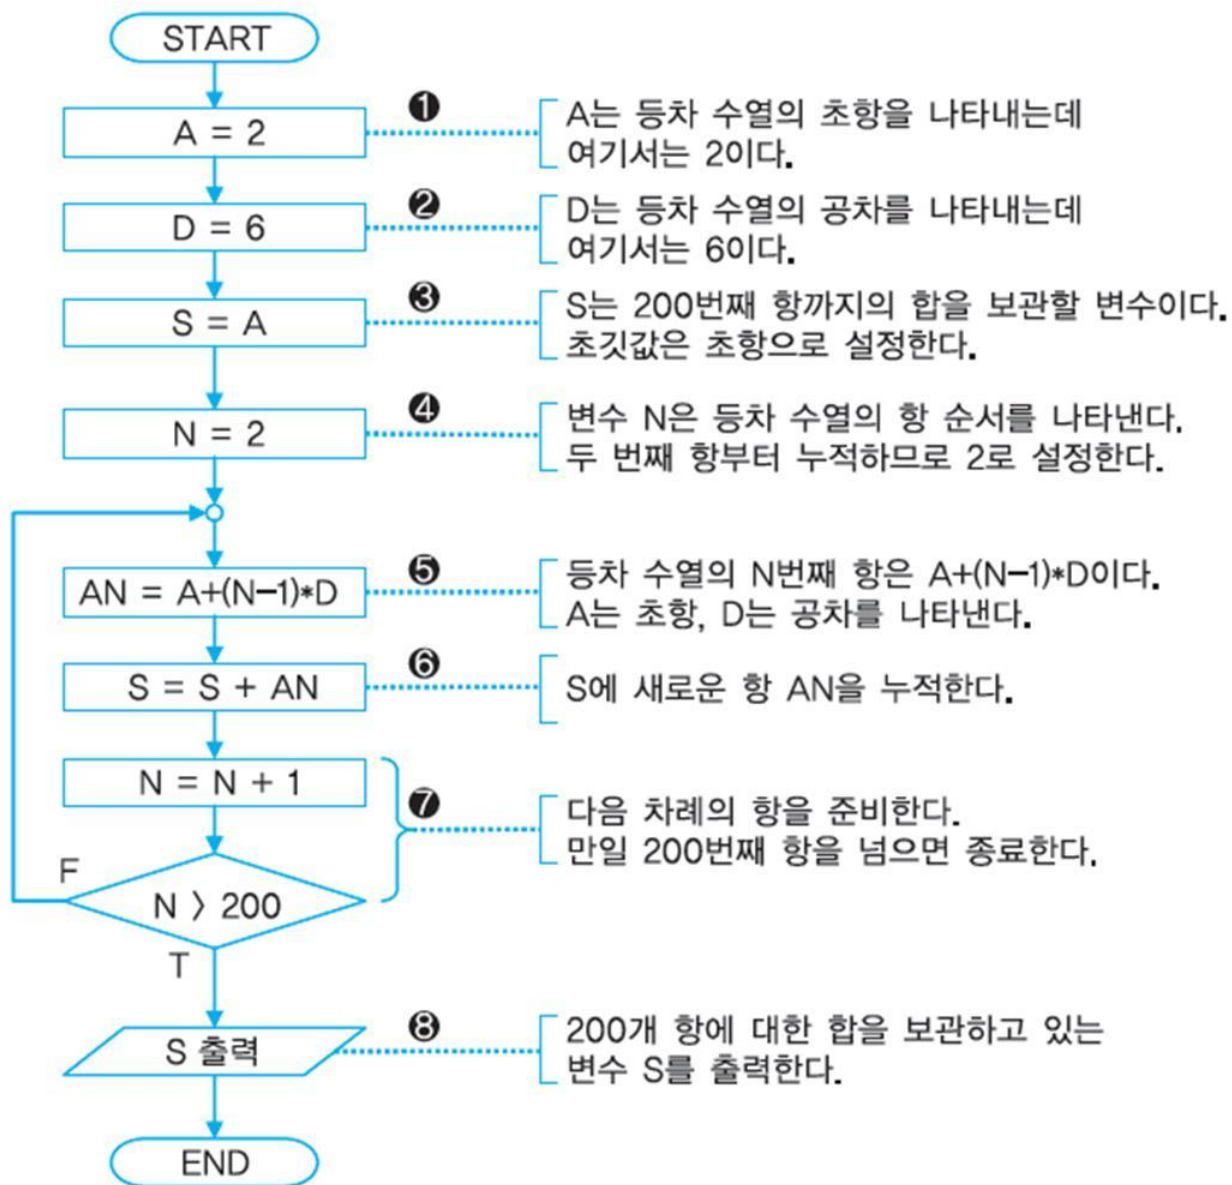 START
A = 2
❶
A는 등차 수열의 초항을 나타내는데
여기서는 2이다.
D = 6
❷
D는 등차 수열의 공차를 나타내는데
여기서는 6이다.
S = A
❸
S는 200번째 항까지의 합을 보관할 변수이다.
초깃값은 초항으로 설정한다.
N = 2
❹
변수 N은 등차 수열의 항 순서를 나타낸다.
두 번째 항부터 누적하므로 2로 설정한다.
AN = A+(N−1)*D
❺
등차 수열의 N번째 항은 A+(N−1)*D이다.
A는 초항, D는 공차를 나타낸다.
S = S + AN
❻
S에 새로운 항 AN을 누적한다.
N = N + 1
❼
다음 차례의 항을 준비한다.
만일 200번째 항을 넘으면 종료한다.
F
N 〉 200
T
S 출력
❽
200개 항에 대한 합을 보관하고 있는
변수 S를 출력한다.
END